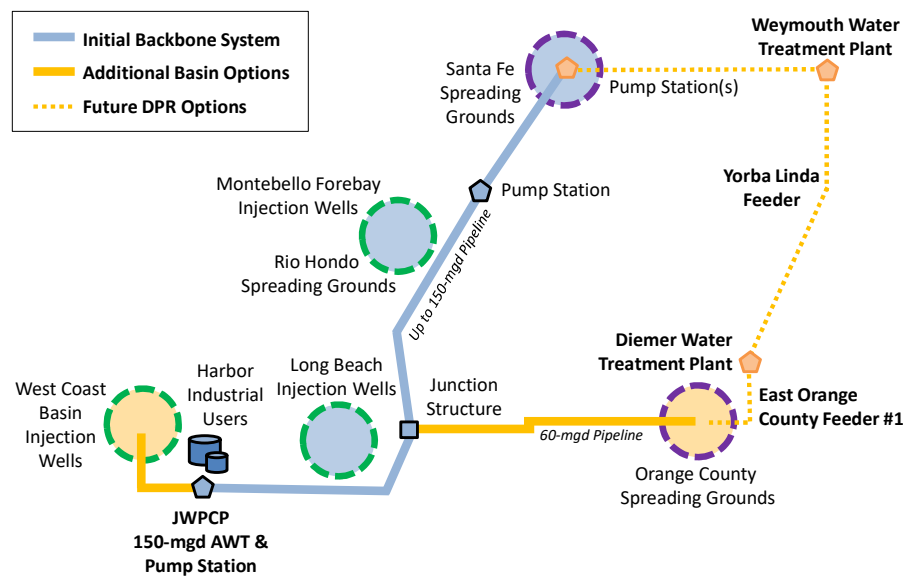 Initial Backbone System
Additional Basin Options
Future DPR Options
Weymouth Water
Treatment Plant
Santa Fe
Spreading
Grounds
Pump Station(s)
Yorba Linda
Feeder
Montebello Forebay
Injection Wells
Pump Station
Rio Hondo
Spreading Grounds
Up to 150-mgd Pipeline
Diemer Water
Treatment Plant
West Coast
Basin
Injection
Wells
Harbor
Industrial
Users
Long Beach
Injection Wells
Junction
Structure
East Orange
County Feeder #1
60-mgd Pipeline
Orange County
Spreading Grounds
JWPCP
150-mgd AWT &
Pump Station